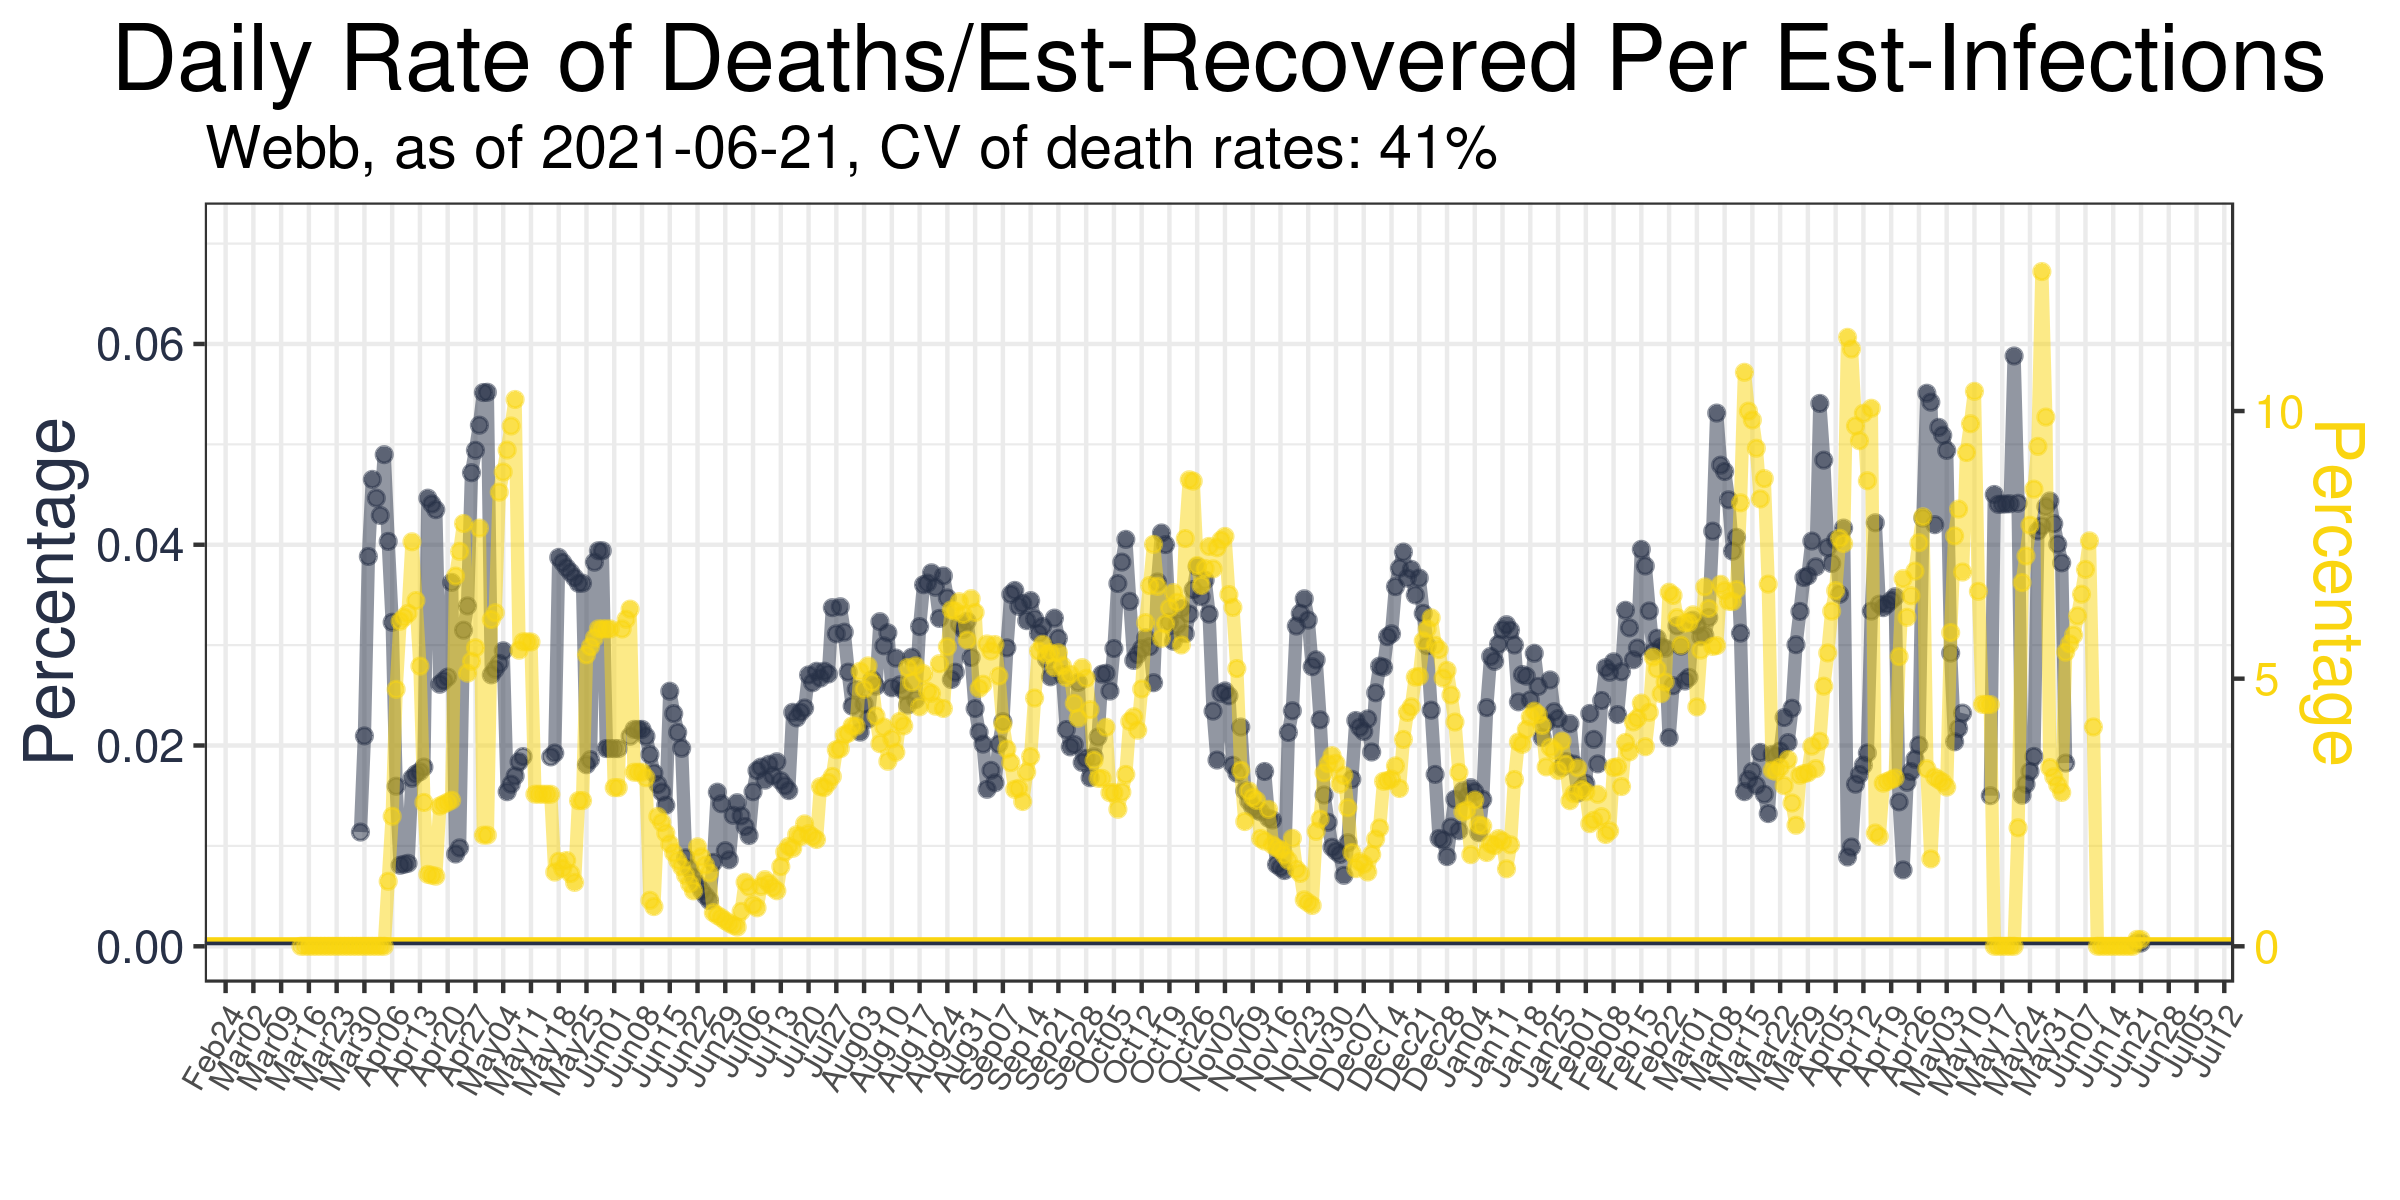 Daily Rate of Deaths/Est-Recovered Per Est-Infections
Webb, as of 2021-06-21, CV of death rates: 41%
Percentage
0.06
0.04
0.02
0.00
10
5
0
Percentage
Feb24
Mar02
Mar09
Mar16
Mar23
Mar30
Apr06
Apr13
Apr20
Apr27
May04
May11
May18
May25
Jun01
Jun08
Jun15
Jun22
Jun29
Jul06
Jul13
Jul20
Jul27
Aug03
Aug10
Aug17
Aug24
Aug31
Sep07
Sep14
Sep21
Sep28
Oct05
Oct12
Oct19
Oct26
Nov02
Nov09
Nov16
Nov23
Nov30
Dec07
Dec14
Dec21
Dec28
Jan04
Jan11
Jan18
Jan25
Feb01
Feb08
Feb15
Feb22
Mar01
Mar08
Mar15
Mar22
Mar29
Apr05
Apr12
Apr19
Apr26
May03
May10
May17
May24
May31
Jun07
Jun14
Jun21
Jun28
Jul05
Jul12